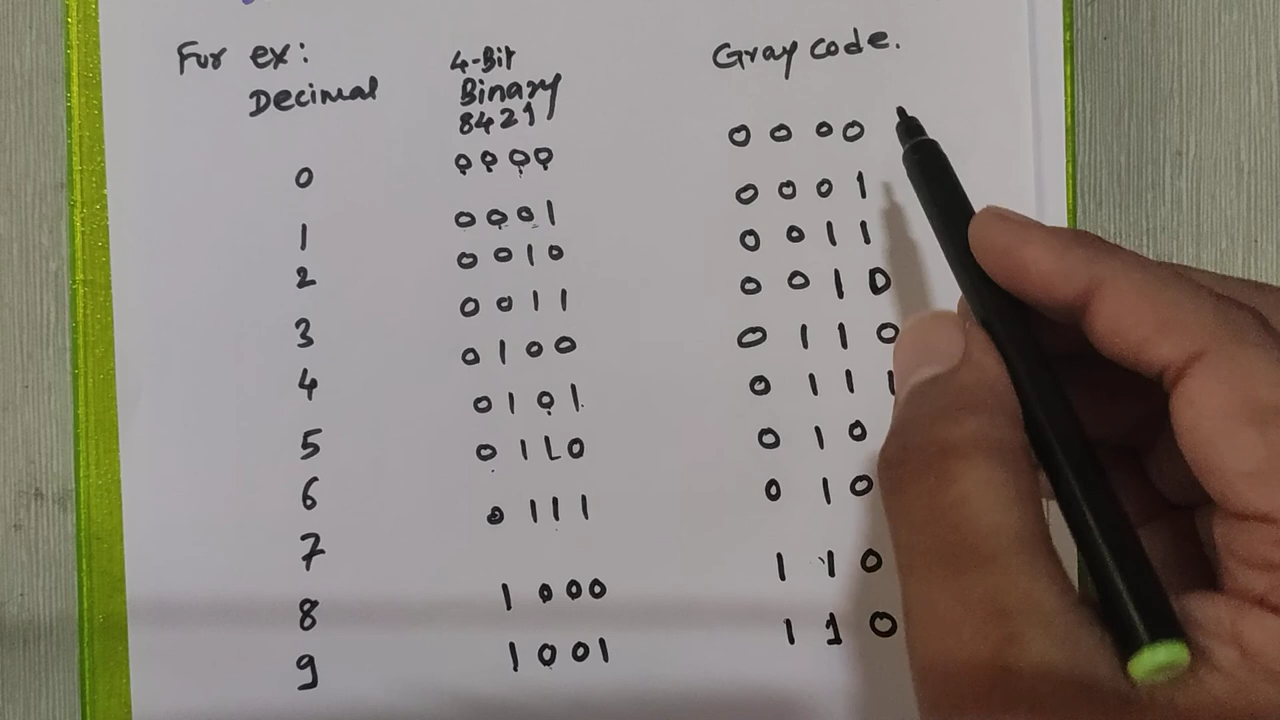 For ex: 4-Bit Gray code.
Decimal Binary
8421
0 0000 0000
1 0001 0001
2 0010 0011
3 0011 0010
4 0100 0110
5 0101 0111
6 0110 010
7 0111 010
8 1000 110
9 1001 110